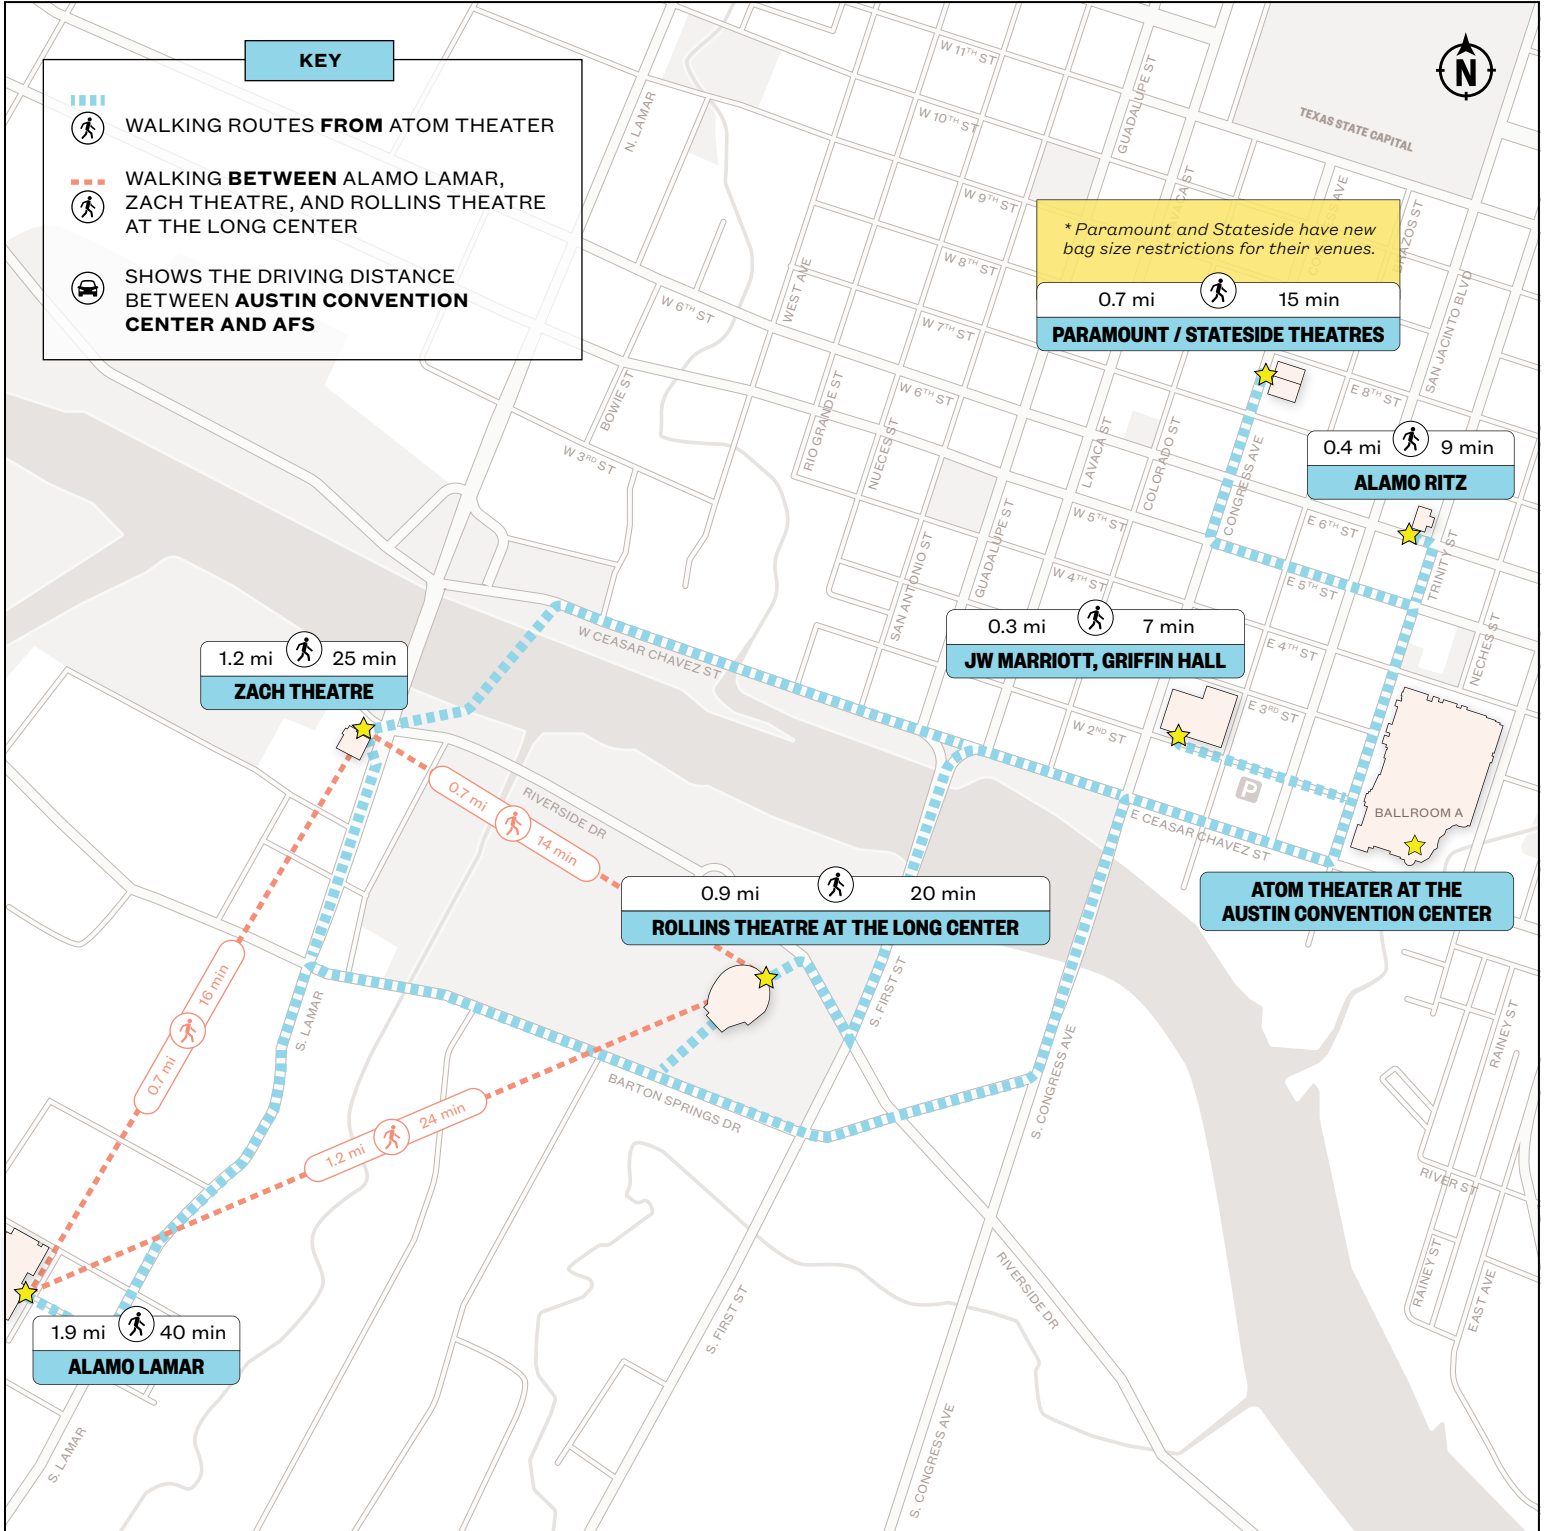 KEY
WALKING ROUTES FROM ATOM THEATER
WALKING BETWEEN ALAMO LAMAR,
ZACH THEATRE, AND ROLLINS THEATRE
AT THE LONG CENTER
SHOWS THE DRIVING DISTANCE
BETWEEN AUSTIN CONVENTION
CENTER AND AFS
N
TEXAS STATE CAPITAL
W 11TH ST
W 10TH ST
W 9TH ST
W 8TH ST
W 7TH ST
W 6TH ST
W 6TH ST
N. LAMAR
GUADALUPE ST
WEST AVE
SAN JACINTO BLVD
* Paramount and Stateside have new
bag size restrictions for their venues.
0.7 mi 15 min
PARAMOUNT / STATESIDE THEATRES
E 8TH ST
BOWIE ST
W 3RD ST
RIO GRANDE ST
NUECES ST
LAVACA ST
COLORADO ST
CONGRESS AVE
0.4 mi 9 min
ALAMO RITZ
W 5TH ST
E 6TH ST
E 5TH ST
TRINITY ST
W 4TH ST
SAN ANTONIO ST
GUADALUPE ST
NECHES ST
E 4TH ST
0.3 mi 7 min
JW MARRIOTT, GRIFFIN HALL
E 3RD ST
W 2ND ST
P
W CEASAR CHAVEZ ST
E CEASAR CHAVEZ ST
1.2 mi 25 min
ZACH THEATRE
BALLROOM A
ATOM THEATER AT THE
AUSTIN CONVENTION CENTER
0.7 mi 14 min
RIVERSIDE DR
0.9 mi 20 min
ROLLINS THEATRE AT THE LONG CENTER
S. FIRST ST
0.7 mi 16 min
S. LAMAR
BARTON SPRINGS DR
S. CONGRESS AVE
1.2 mi 24 min
RAINEY ST
RIVER ST
RAINEY ST
EAST AVE
RIVERSIDE DR
S. FIRST ST
1.9 mi 40 min
ALAMO LAMAR
S. LAMAR
S. CONGRESS AVE